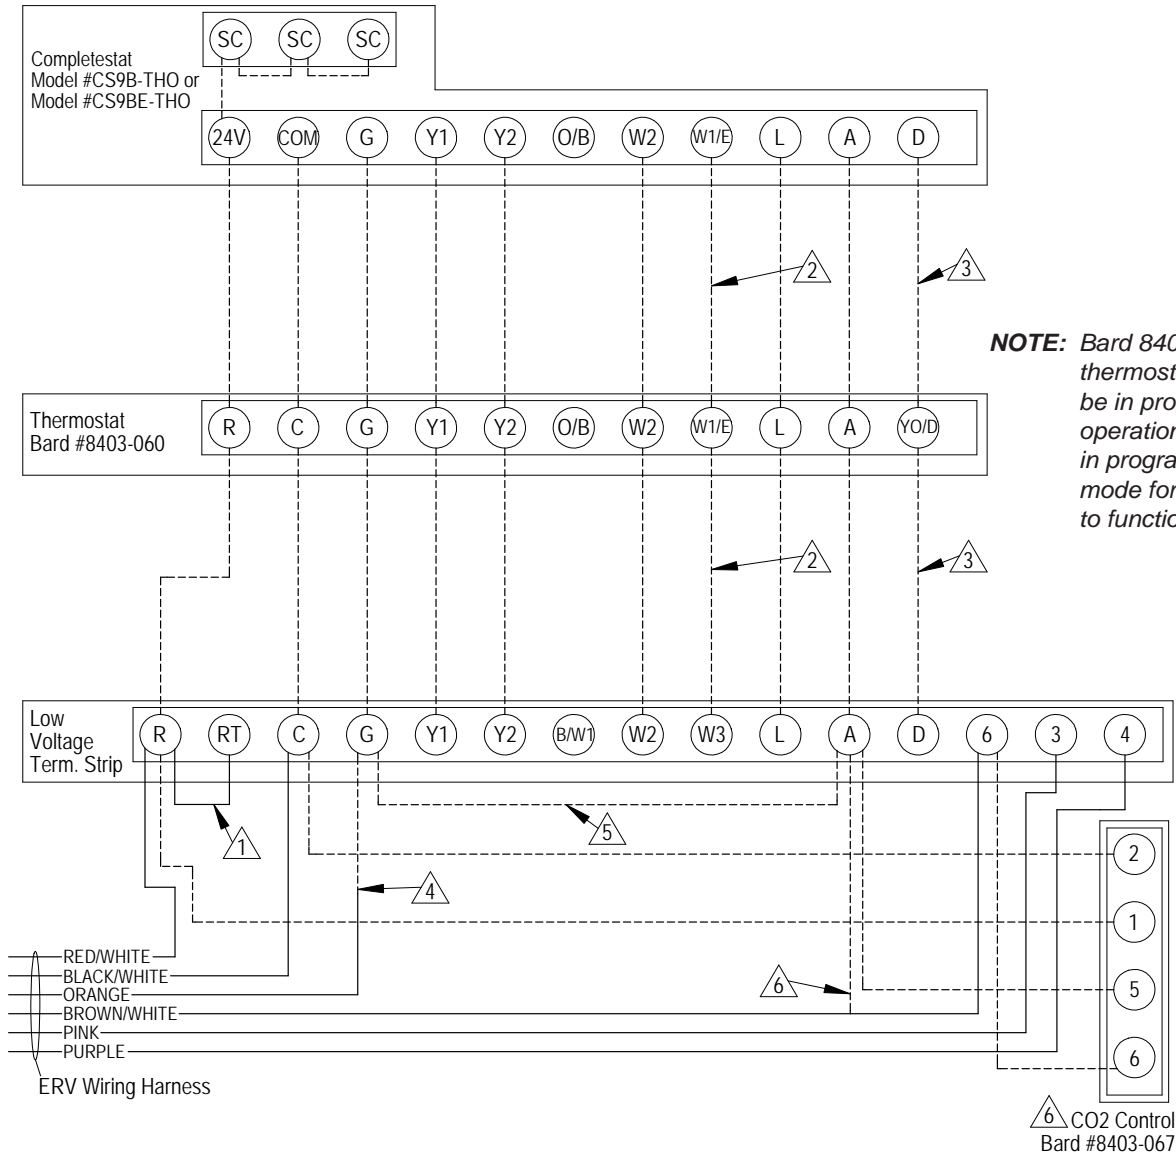 SC SC SC
Completestat
Model #CS9B-THO or
Model #CS9BE-THO
24V COM G Y1 Y2 O/B W2 W1/E L A D
2 3
NOTE: Bard 840
thermost
be in pro
operation
in progra
mode for
to functio
Thermostat
Bard #8403-060
R C G Y1 Y2 O/B W2 W1/E L A YO/D
2 3
Low
Voltage
Term. Strip
R RT C G Y1 Y2 B/W1 W2 W3 L A D 6 3 4
1 5
2
4
1
RED/WHITE
BLACK/WHITE
ORANGE
BROWN/WHITE
PINK
PURPLE
6
5
6
ERV Wiring Harness
6 CO2 Control
Bard #8403-067